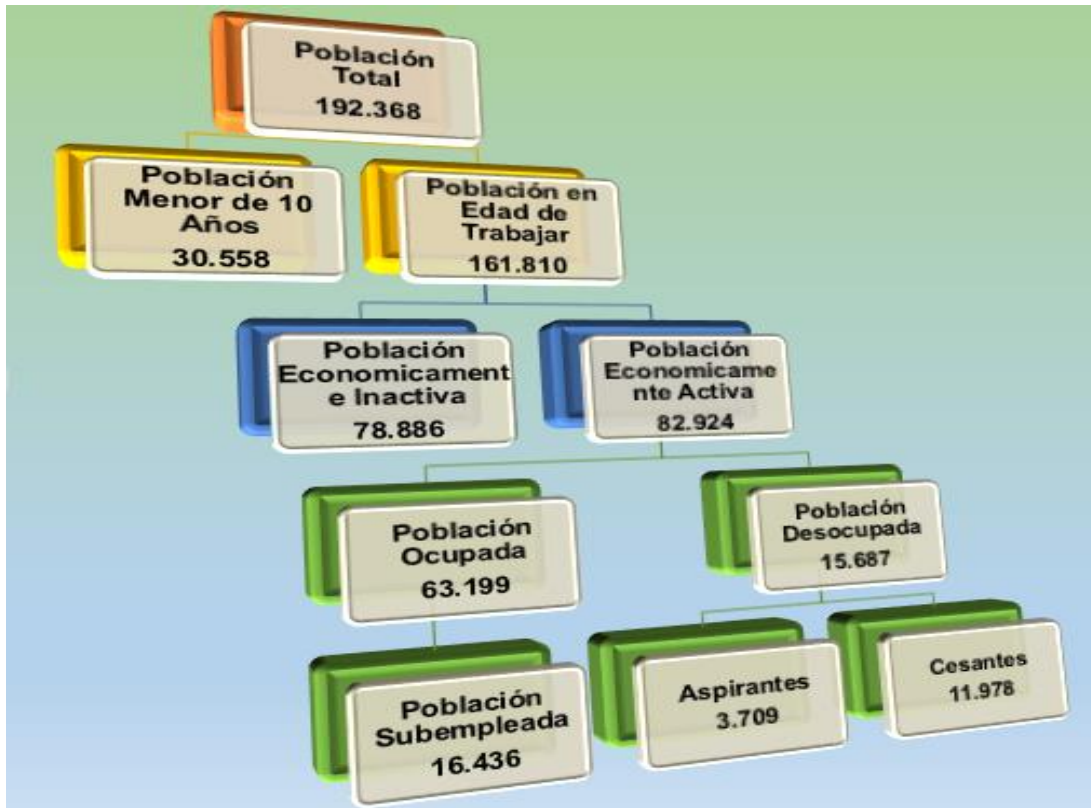 Población
Total
192.368
Población
Menor de 10
Años
30.558
Población en
Edad de
Trabajar
161.810
Población
Economicament
e Inactiva
78.886
Población
Economicame
nte Activa
82.924
Población
Ocupada
63.199
Población
Desocupada
15.687
Población
Subempleada
16.436
Aspirantes
3.709
Cesantes
11.978